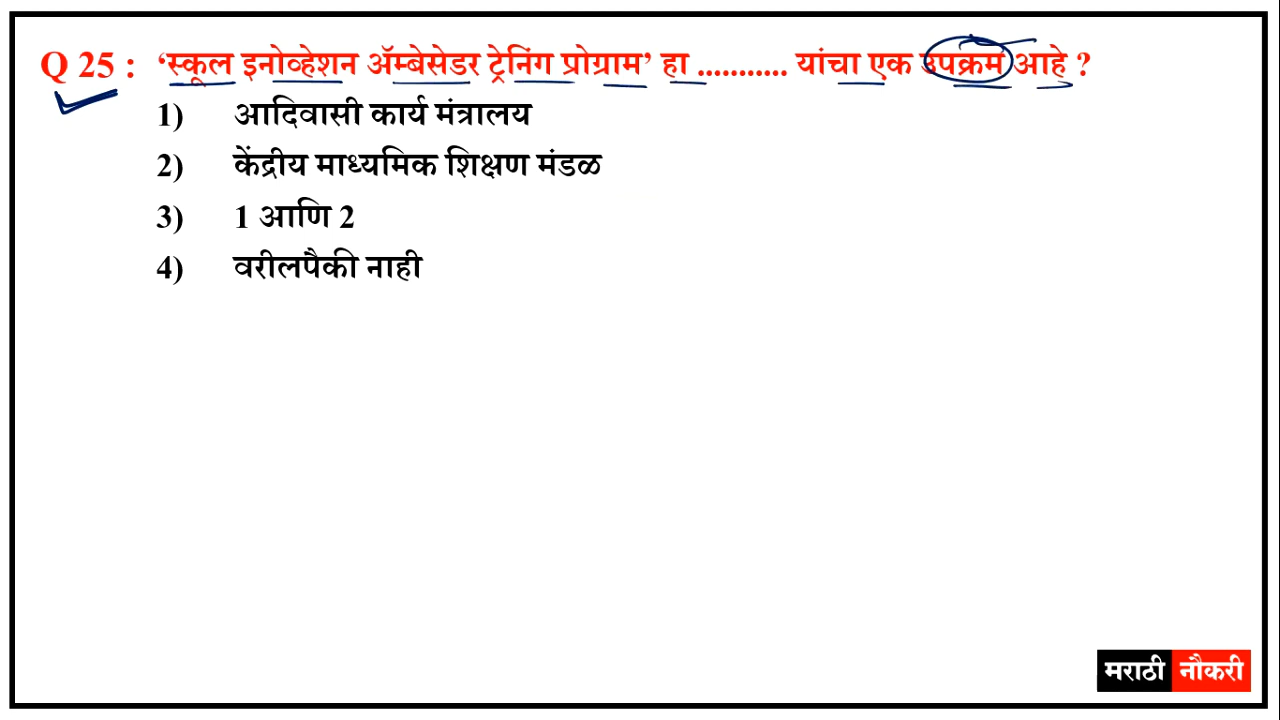 Q 25 : ‘स्कूल इनोव्हेशन ॲम्बेसेडर ट्रेनिंग प्रोग्राम’ हा ........... यांचा एक उपक्रम आहे ?
1) आदिवासी कार्य मंत्रालय
2) केंद्रीय माध्यमिक शिक्षण मंडळ
3) 1 आणि 2
4) वरीलपैकी नाही
मराठी नौकरी